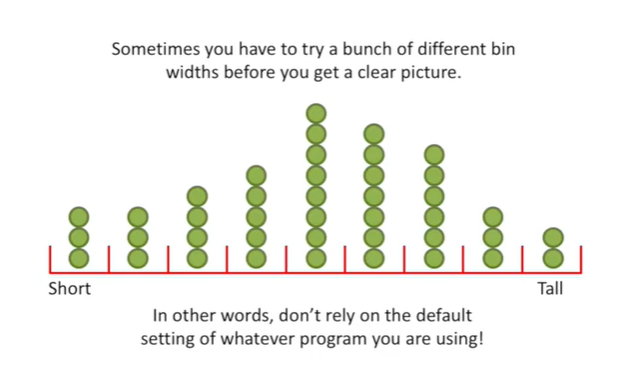 Sometimes you have to try a bunch of different bin
widths before you get a clear picture.
Short
Tall
In other words, don’t rely on the default
setting of whatever program you are using!